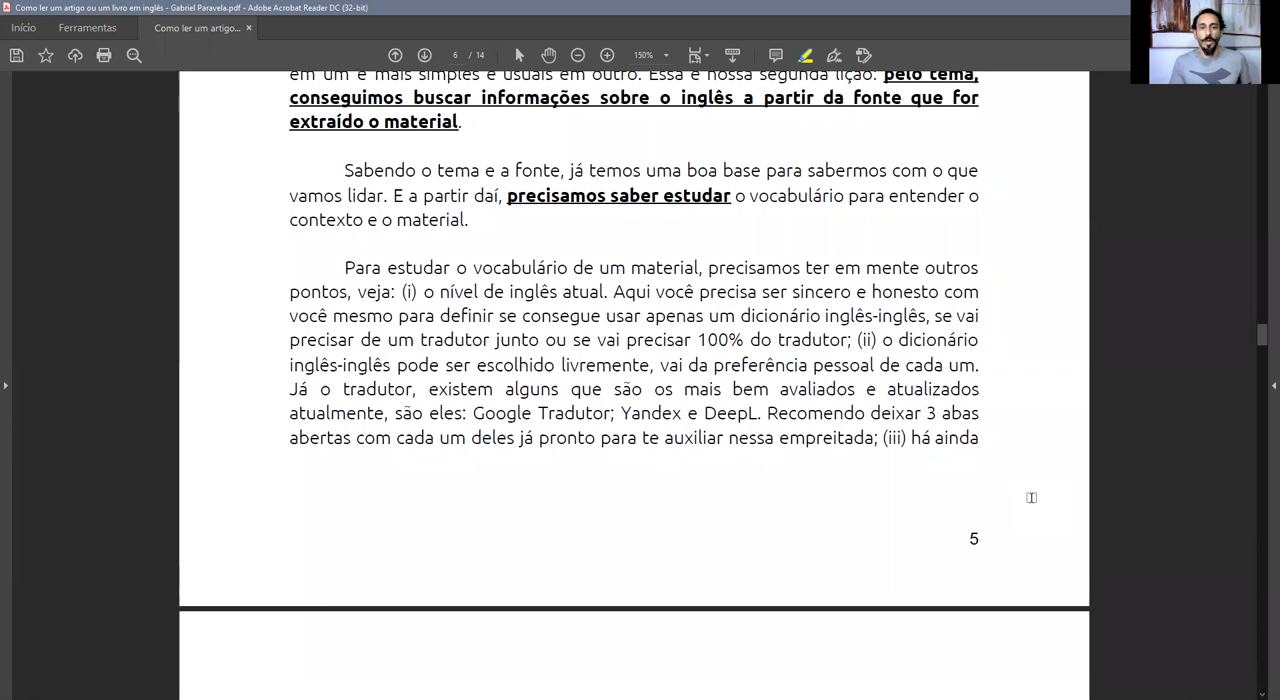 Como ler um artigo ou um livro em inglês - Gabriel Paravela.pdf - Adobe Acrobat Reader DC (32-bit)
Início Ferramentas Como ler um artigo... ×
6 / 14 150%
em um e mais simples e usuais em outro. Essa é nossa segunda lição: pelo tema,
conseguimos buscar informações sobre o inglês a partir da fonte que for
extraído o material.
Sabendo o tema e a fonte, já temos uma boa base para sabermos com o que
vamos lidar. E a partir daí, precisamos saber estudar o vocabulário para entender o
contexto e o material.
Para estudar o vocabulário de um material, precisamos ter em mente outros
pontos, veja: (i) o nível de inglês atual. Aqui você precisa ser sincero e honesto com
você mesmo para definir se consegue usar apenas um dicionário inglês-inglês, se vai
precisar de um tradutor junto ou se vai precisar 100% do tradutor; (ii) o dicionário
inglês-inglês pode ser escolhido livremente, vai da preferência pessoal de cada um.
Já o tradutor, existem alguns que são os mais bem avaliados e atualizados
atualmente, são eles: Google Tradutor; Yandex e DeepL. Recomendo deixar 3 abas
abertas com cada um deles já pronto para te auxiliar nessa empreitada; (iii) há ainda
5